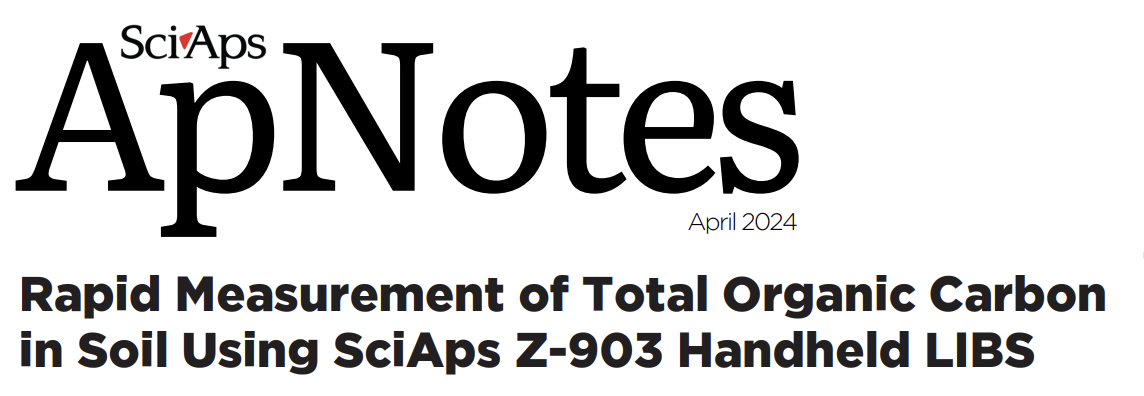 SciAps
ApNotes
April 2024
Rapid Measurement of Total Organic Carbon
in Soil Using SciAps Z-903 Handheld LIBS